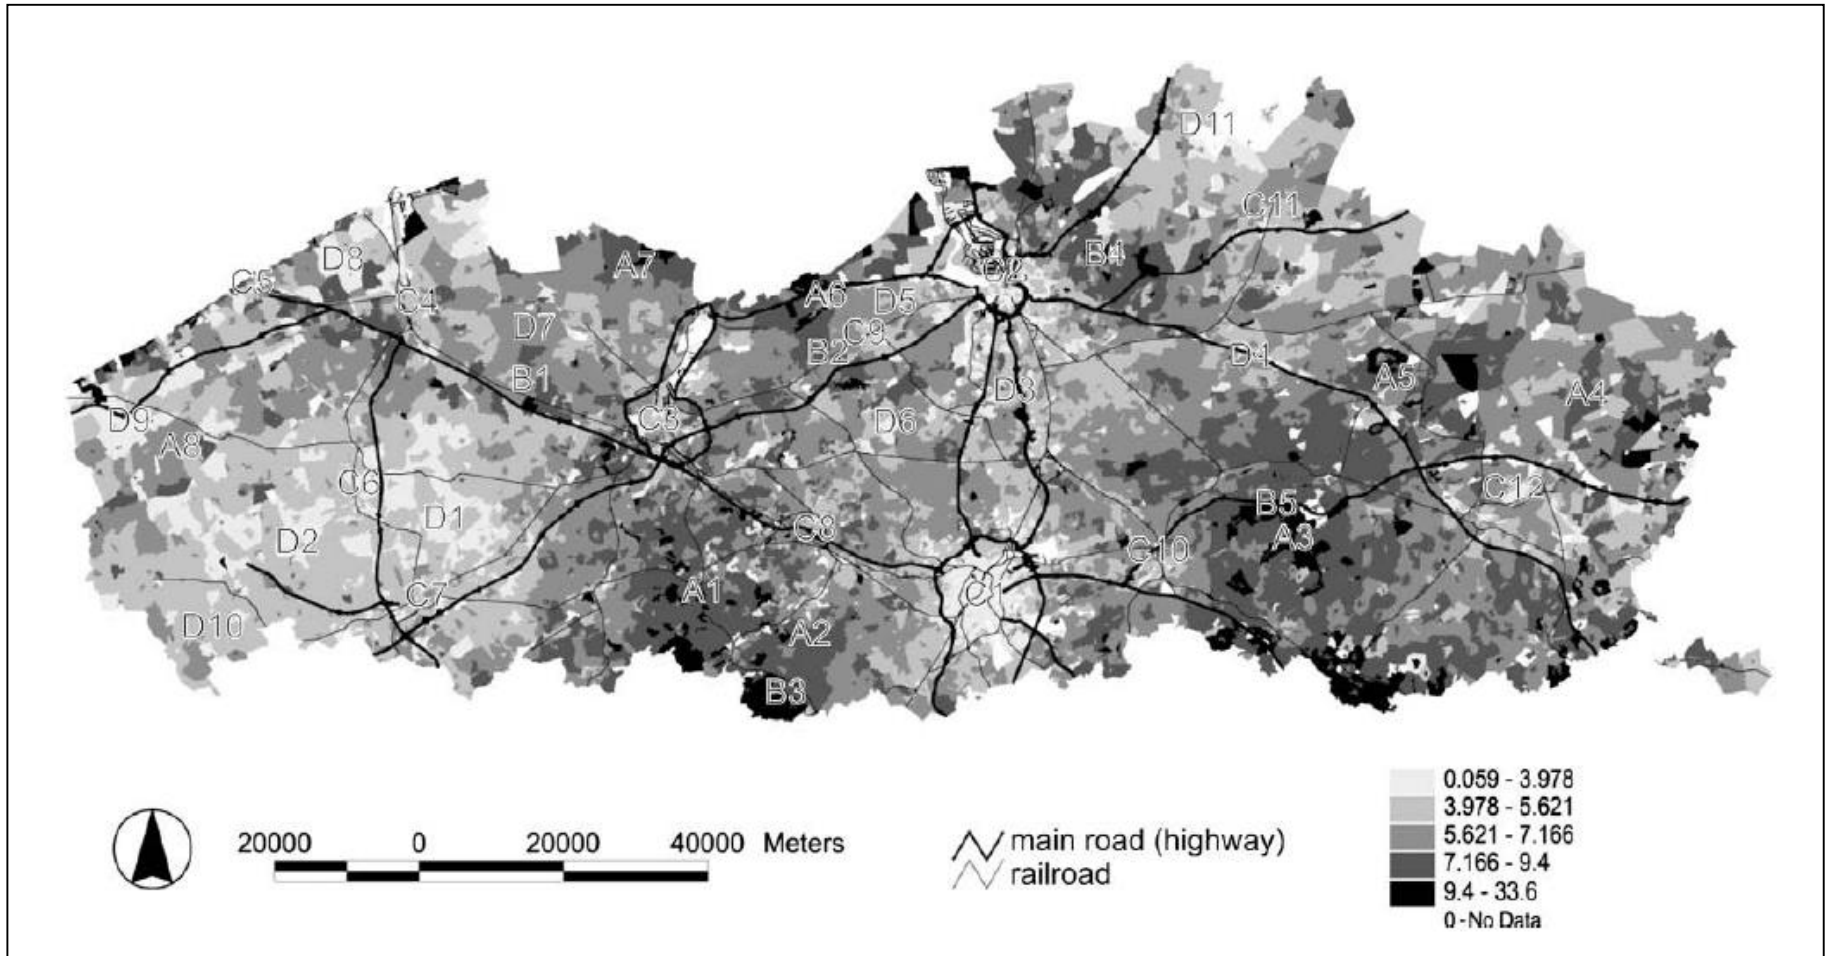 D11
C11
D8
A7
B4
C5
C2
C4
A6
D5
D7
C9
B2
D4
B1
A5
D3
A4
D9
C3
D6
A8
C6
C12
D1
B5
D2
C8
A3
C10
C7
A1
C1
D10
A2
B3
0.059 - 3.978
3.978 - 5.621
5.621 - 7.166
7.166 - 9.4
9.4 - 33.6
0 - No Data
20000 0 20000 40000 Meters
main road (highway)
railroad